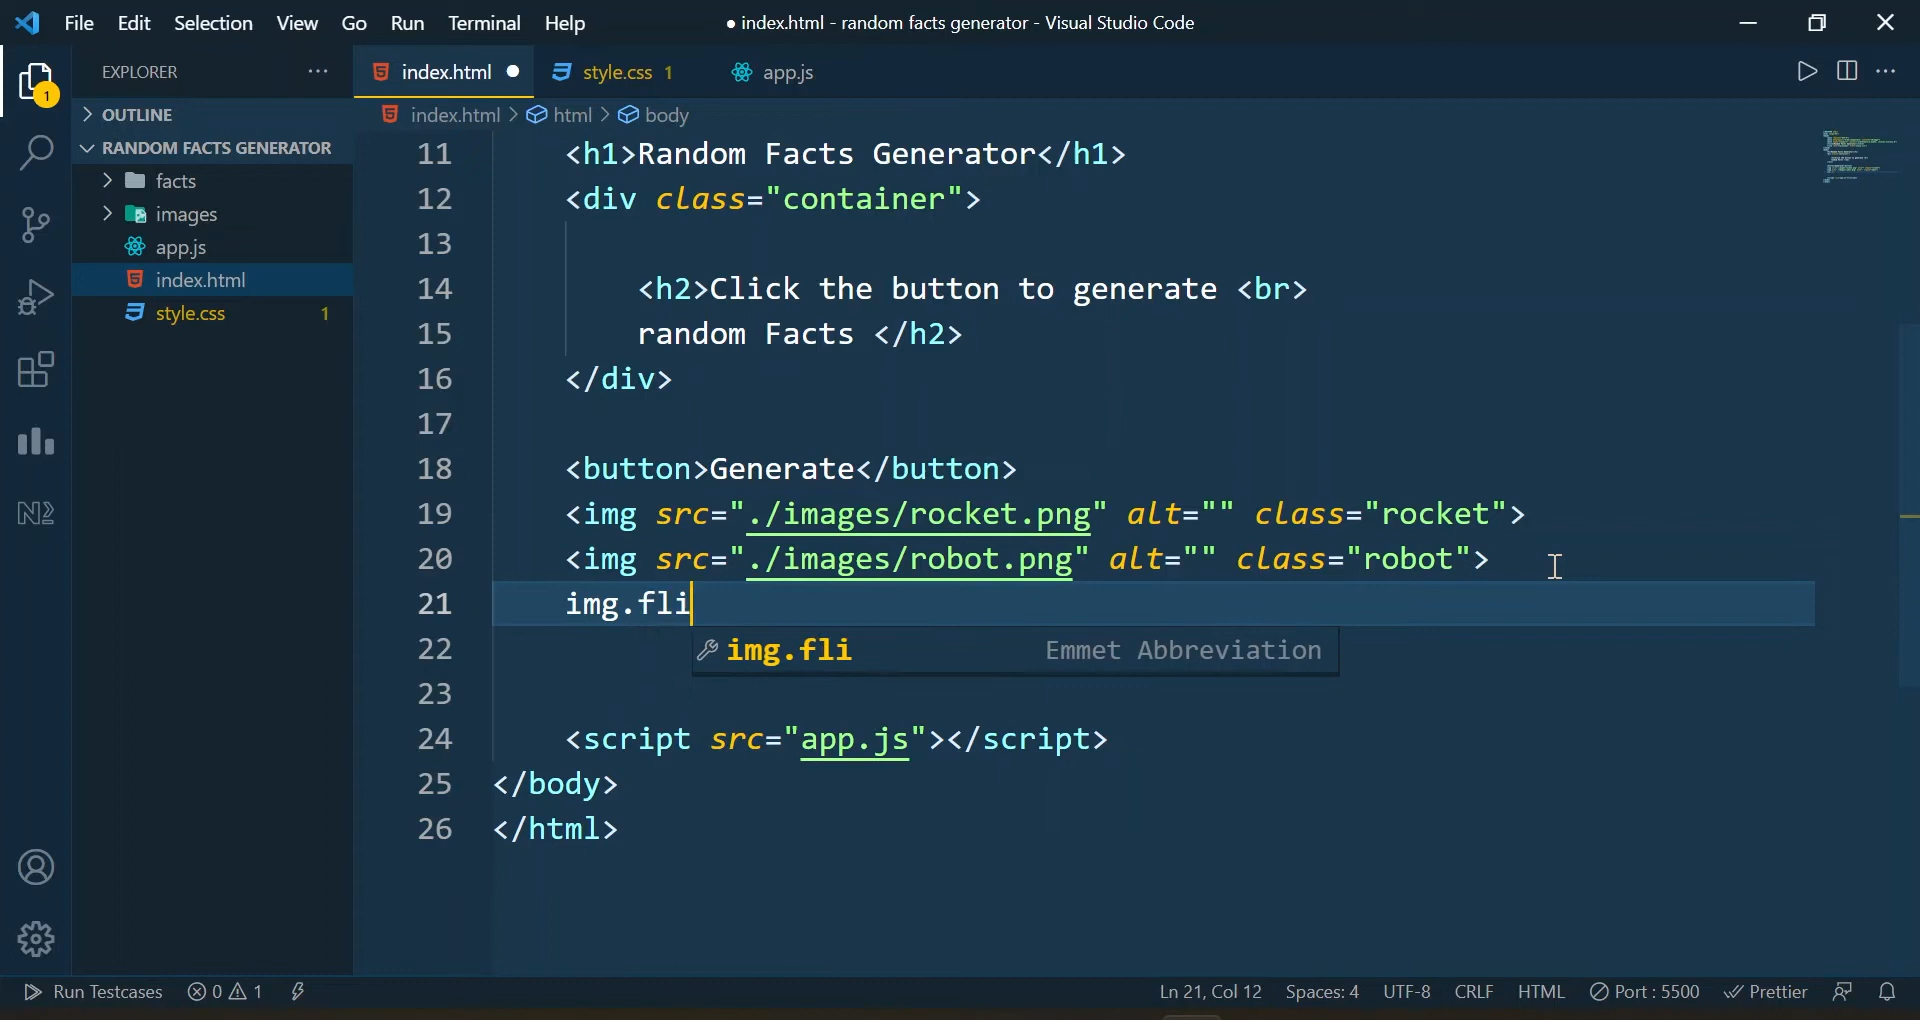 File Edit Selection View Go Run Terminal Help ● index.html - random facts generator - Visual Studio Code
EXPLORER ···
index.html ● style.css 1 app.js
1
> OUTLINE
index.html > html > body
RANDOM FACTS GENERATOR
> facts
> images
app.js
index.html
style.css 1
11 <h1>Random Facts Generator</h1>
12 <div class="container">
13
14 <h2>Click the button to generate <br>
15 random Facts </h2>
16 </div>
17
18 <button>Generate</button>
19 <img src="./images/rocket.png" alt="" class="rocket">
20 <img src="./images/robot.png" alt="" class="robot">
21 img.fli
img.fli Emmet Abbreviation
22
23
24 <script src="app.js"></script>
25 </body>
26 </html>
Run Testcases 0 1 Ln 21, Col 12 Spaces: 4 UTF-8 CRLF HTML Port : 5500 Prettier